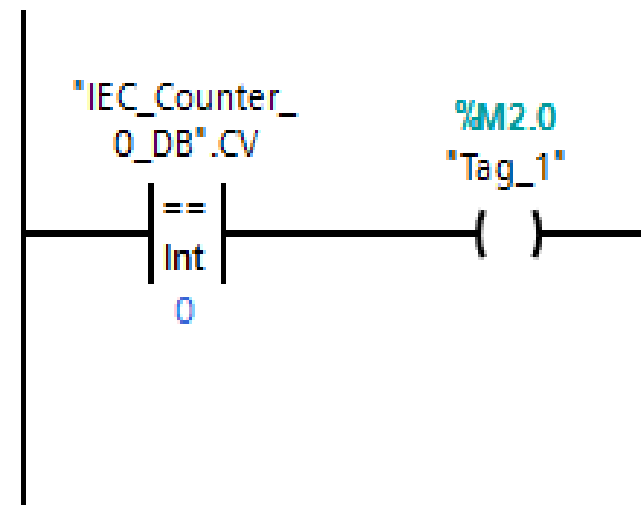 "IEC_Counter_
0_DB".CV
%M2.0
"Tag_1"
==
Int
( )
0